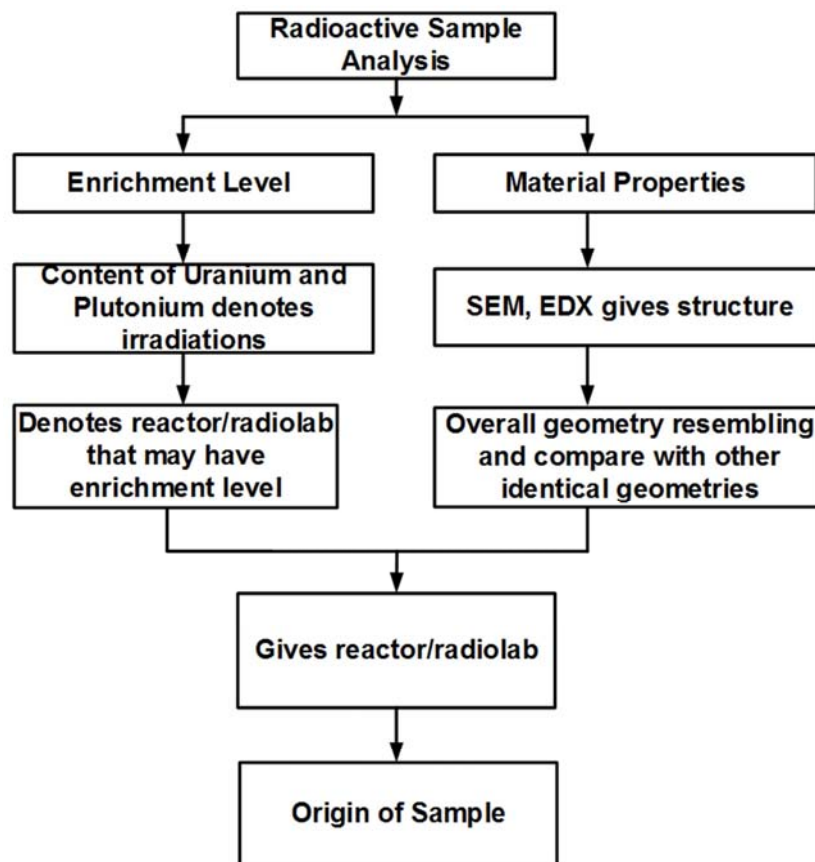 Radioactive Sample
Analysis
Enrichment Level
Material Properties
Content of Uranium and
Plutonium denotes
irradiations
SEM, EDX gives structure
Denotes reactor/radiolab
that may have
enrichment level
Overall geometry resembling
and compare with other
identical geometries
Gives reactor/radiolab
Origin of Sample